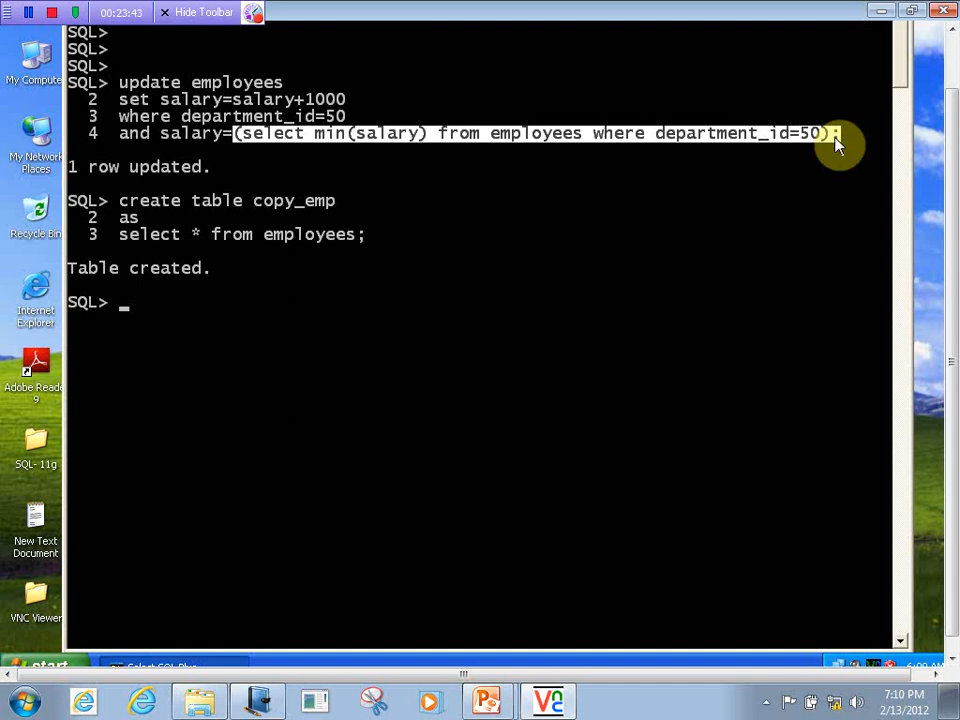 00:23:43 Hide Toolbar
SQL>
SQL>
SQL>
SQL> update employees
2 set salary=salary+1000
3 where department_id=50
4 and salary=(select min(salary) from employees where department_id=50);
1 row updated.
SQL> create table copy_emp
2 as
3 select * from employees;
Table created.
SQL> _
My Compute
My Network
Places
Recycle Bin
Internet
Explorer
Adobe Reade
9
SQL- 11g
New Text
Document
VNC Viewer
start
Select SQL Plus
7:10 PM
2/13/2012